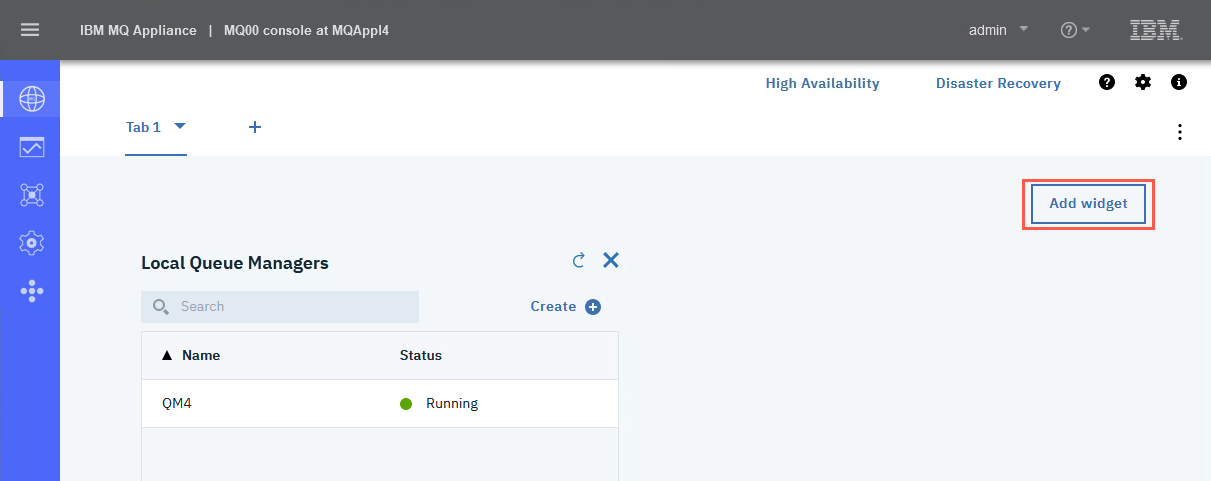 IBM MQ Appliance | MQ00 console at MQAppl4
admin
IBM
High Availability Disaster Recovery
Tab 1
Add widget
Local Queue Managers
Search
Create
Name Status
QM4 Running